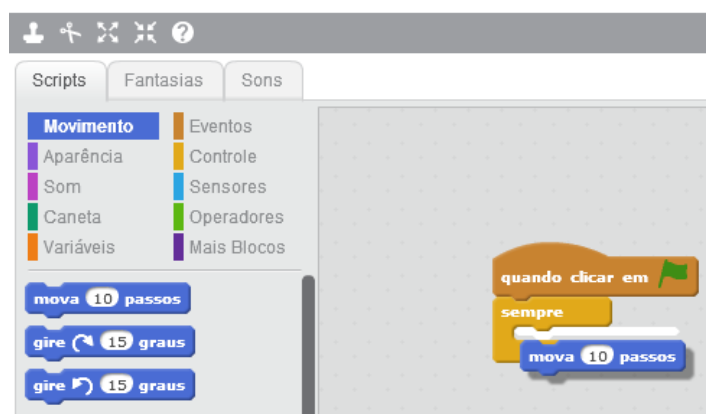 Scripts Fantasias Sons
Movimento Eventos
Aparência Controle
Som Sensores
Caneta Operadores
Variáveis Mais Blocos
mova 10 passos
gire 15 graus
gire 15 graus
quando clicar em
sempre
mova 10 passos